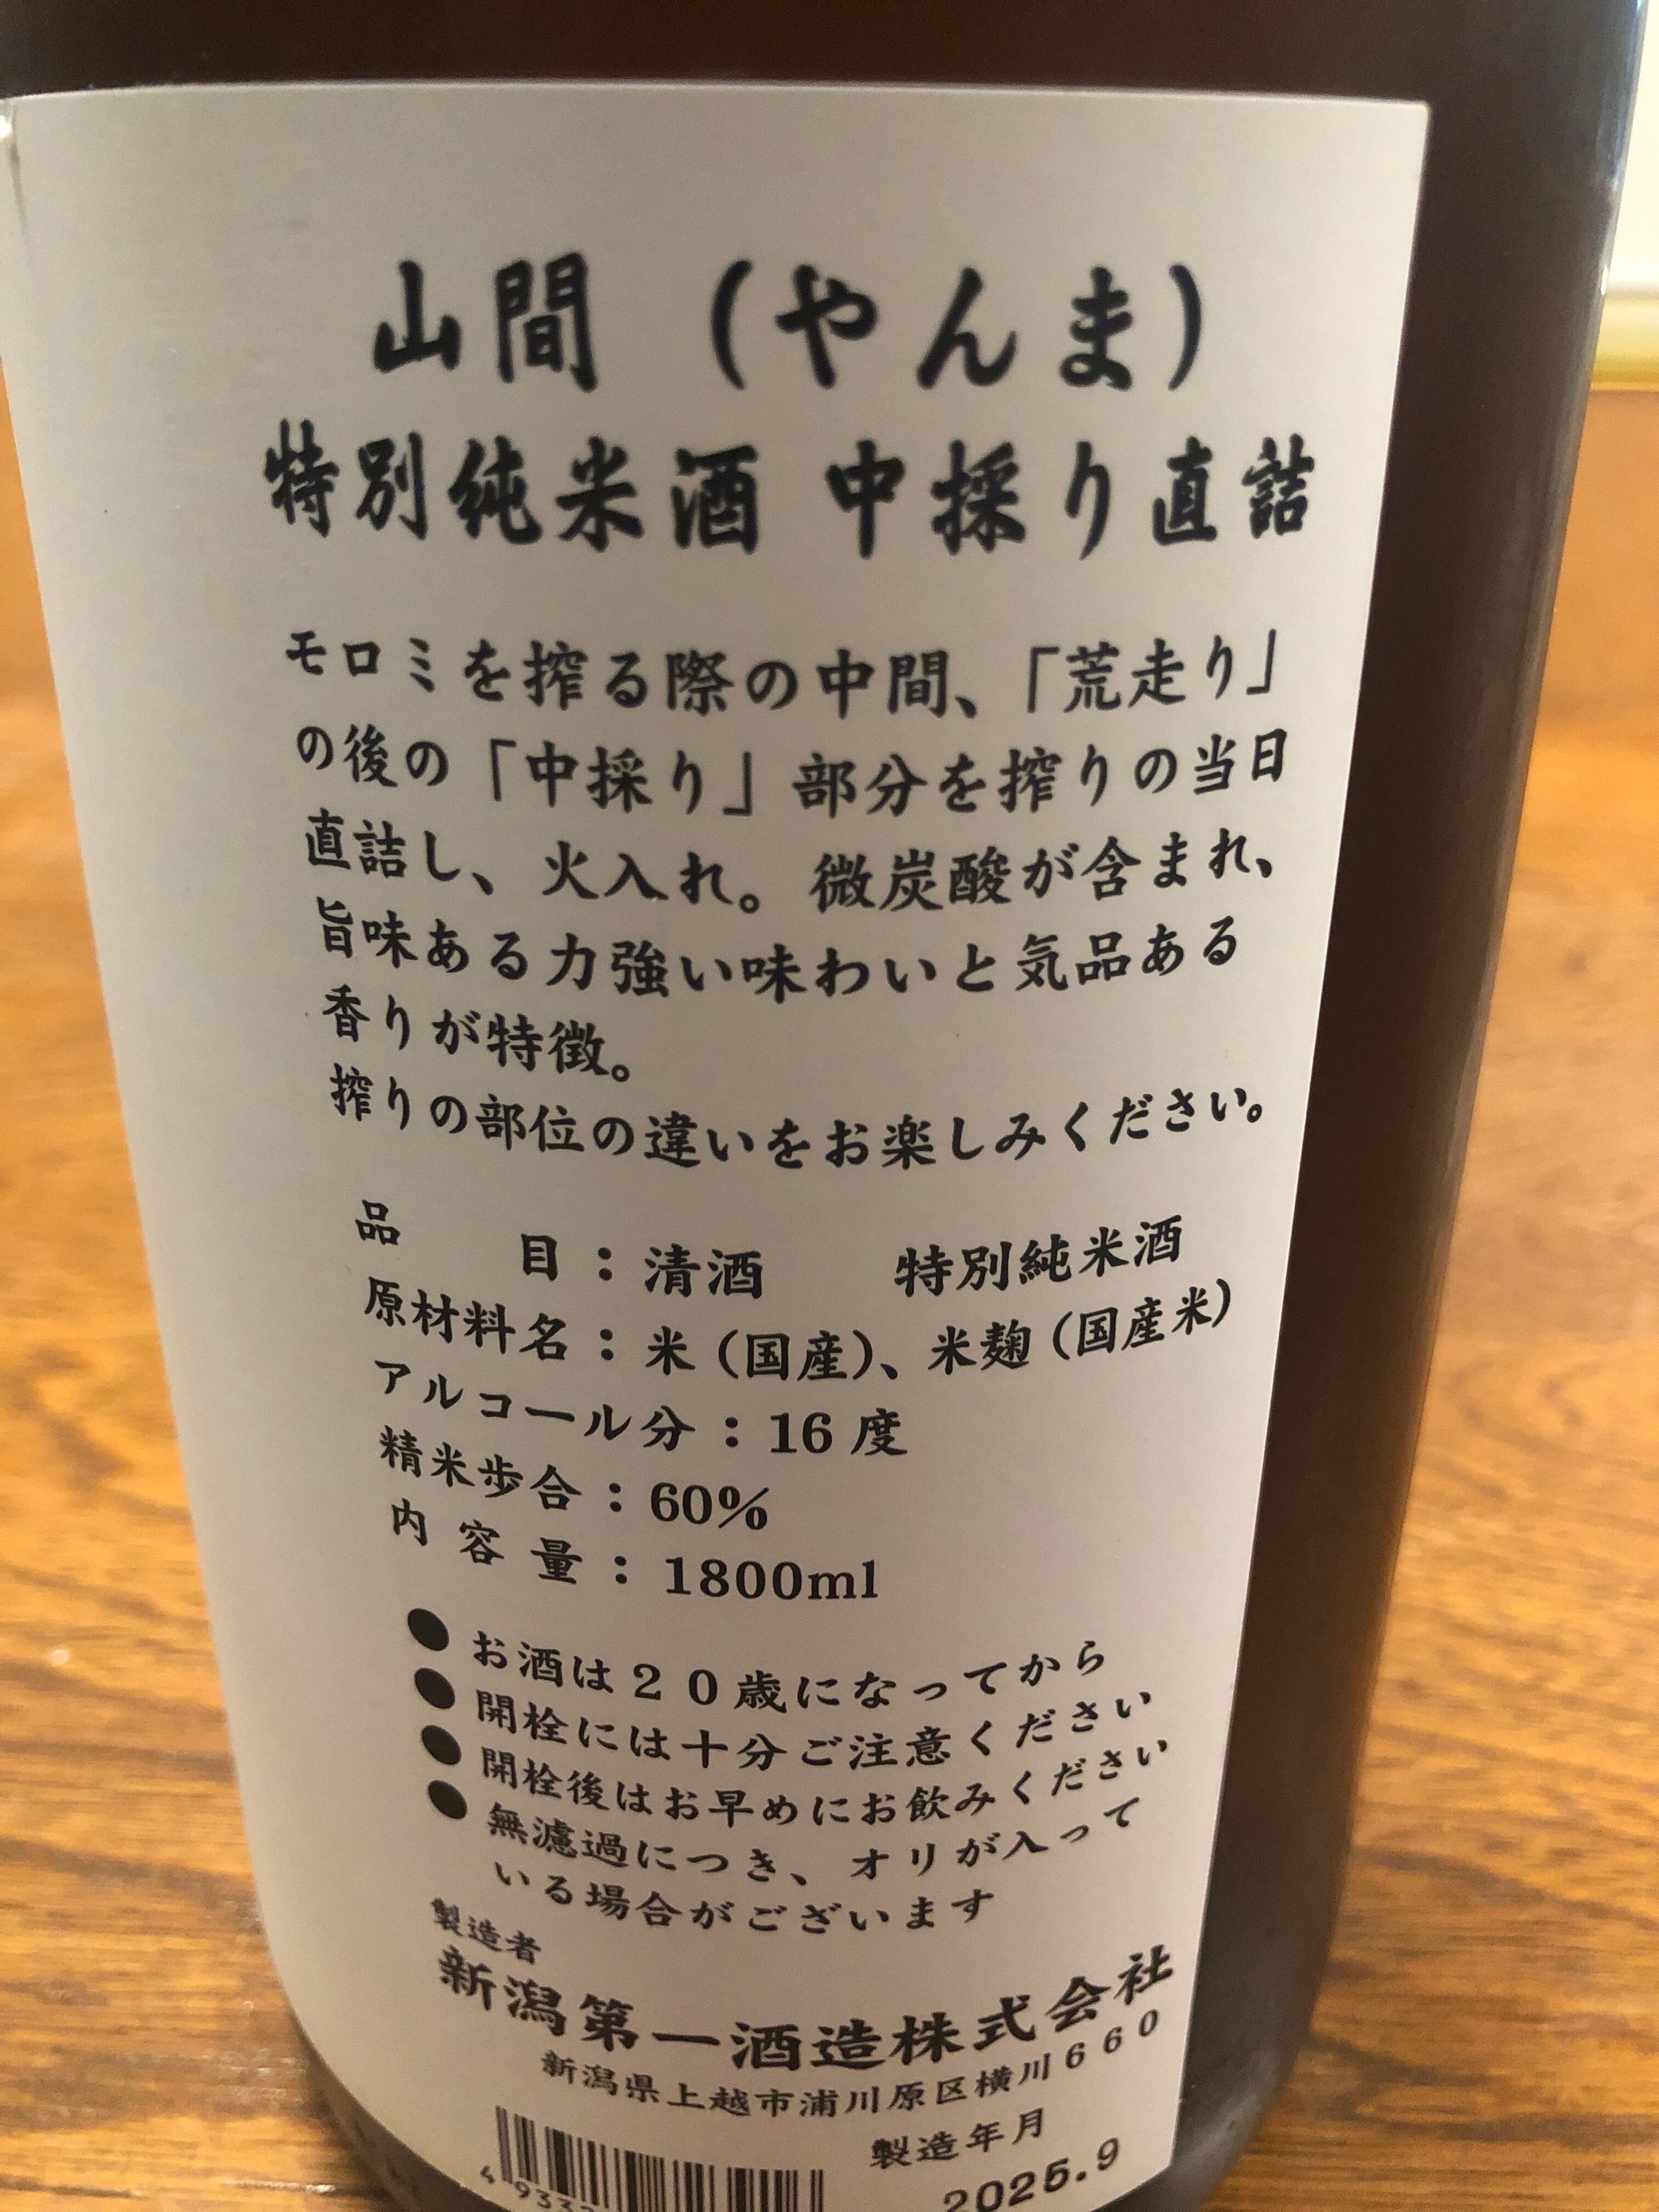 山間（やんま）
特別純米酒 中採り直詰
モロミを搾る際の中間、「荒走り」
の後の「中採り」部分を搾りの当日
直詰し、火入れ。微炭酸が含まれ、
旨味ある力強い味わいと気品ある
香りが特徴。
搾りの部位の違いをお楽しみください。
品　　目：清酒　　特別純米酒
原材料名：米（国産）、米麹（国産米）
アルコール分：16度
精米歩合：60%
内 容 量：1800ml
●お酒は２０歳になってから
●開栓には十分ご注意ください
●開栓後はお早めにお飲みください
●無濾過につき、オリが入って
いる場合がございます
製造者
新潟第一酒造株式会社
新潟県上越市浦川原区横川660
製造年月
2025.9